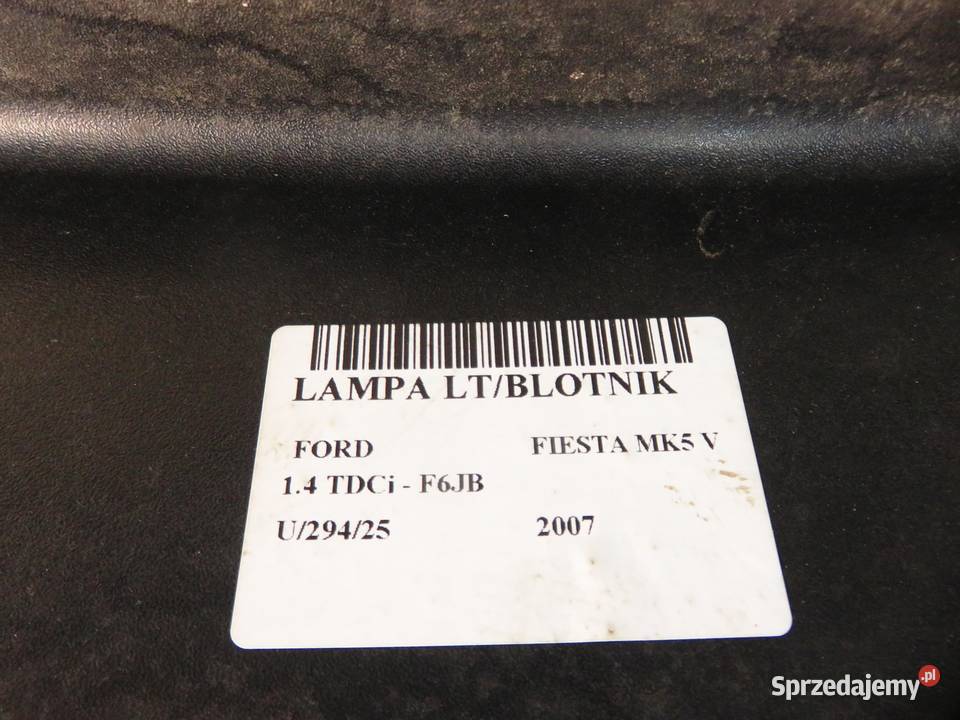 LAMPA LT/BLOTNIK
FORD FIESTA MK5 V
1.4 TDCi - F6JB
U/294/25 2007
Sprzedajemy.pl